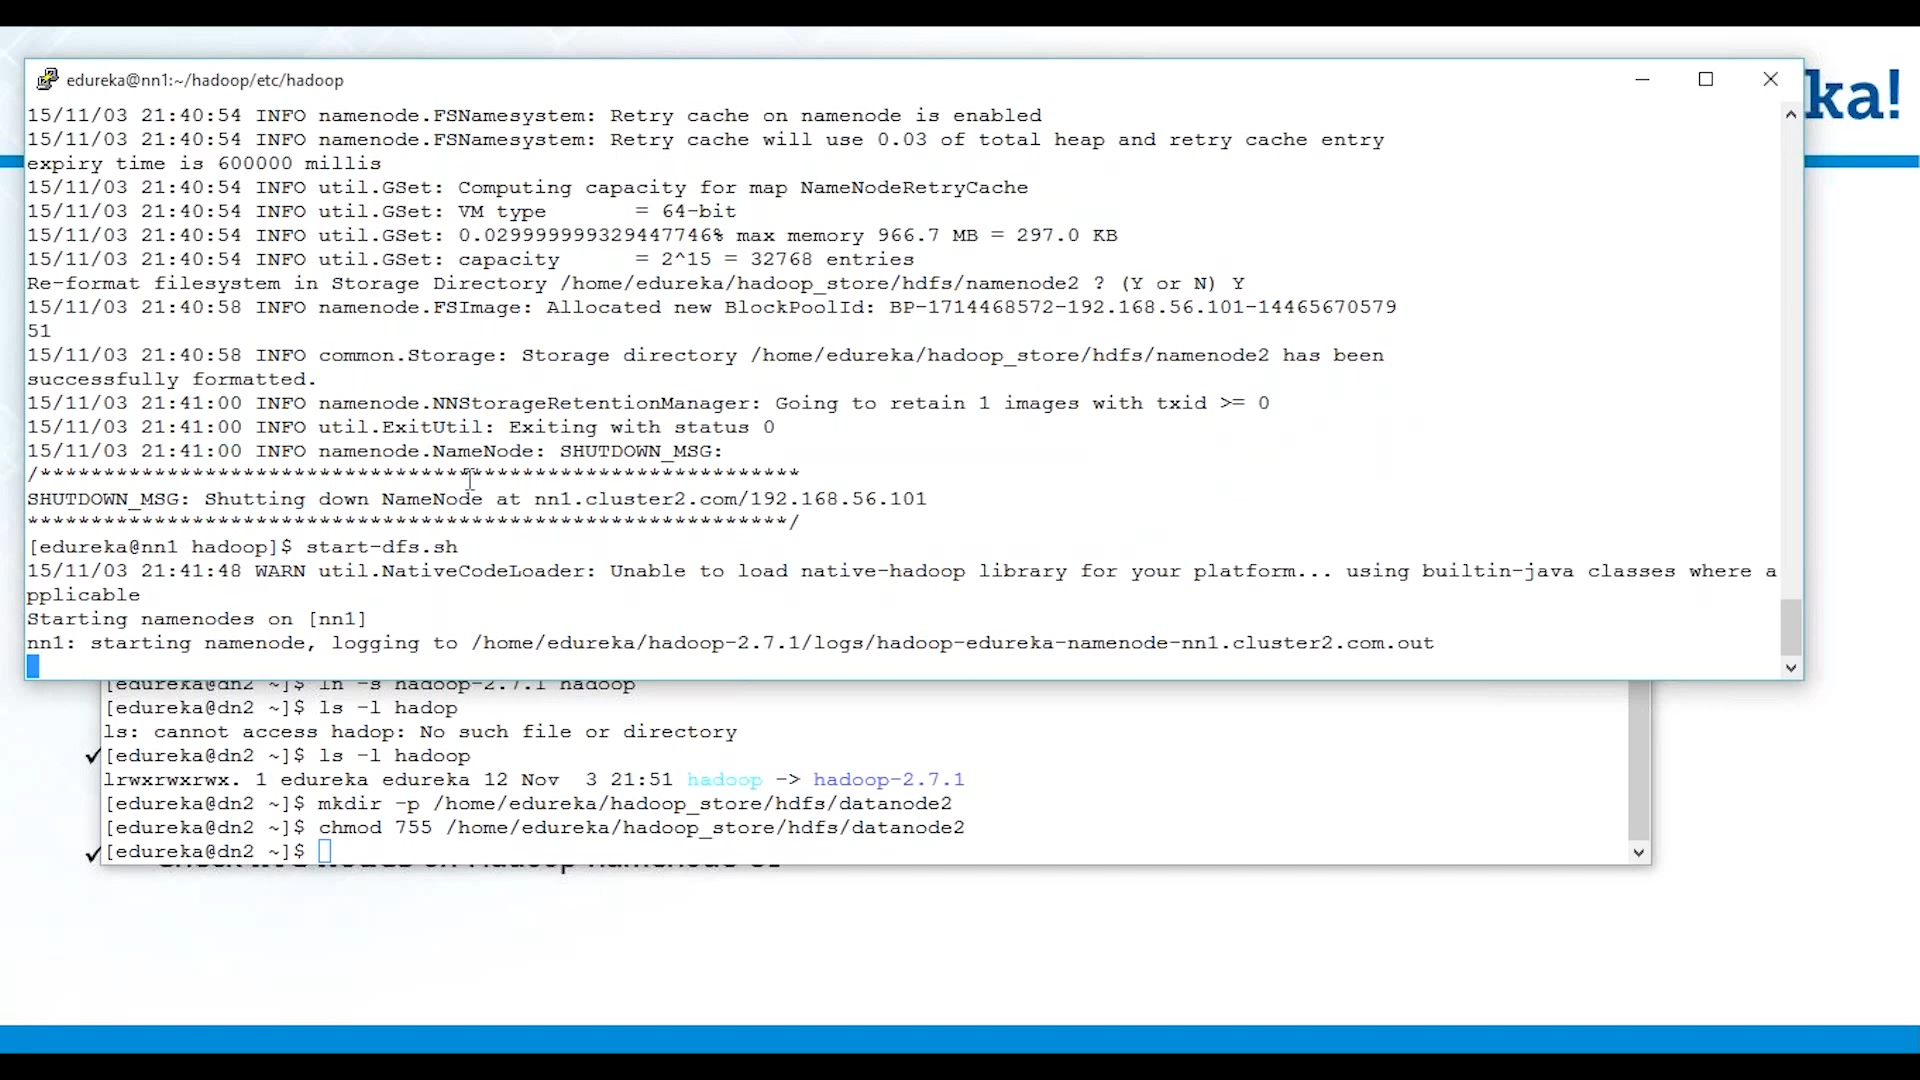 edureka@nn1:~/hadoop/etc/hadoop
ka!
15/11/03 21:40:54 INFO namenode.FSNamesystem: Retry cache on namenode is enabled
15/11/03 21:40:54 INFO namenode.FSNamesystem: Retry cache will use 0.03 of total heap and retry cache entry
expiry time is 600000 millis
15/11/03 21:40:54 INFO util.GSet: Computing capacity for map NameNodeRetryCache
15/11/03 21:40:54 INFO util.GSet: VM type       = 64-bit
15/11/03 21:40:54 INFO util.GSet: 0.029999999329447746% max memory 966.7 MB = 297.0 KB
15/11/03 21:40:54 INFO util.GSet: capacity      = 2^15 = 32768 entries
Re-format filesystem in Storage Directory /home/edureka/hadoop_store/hdfs/namenode2 ? (Y or N) Y
15/11/03 21:40:58 INFO namenode.FSImage: Allocated new BlockPoolId: BP-1714468572-192.168.56.101-14465670579
51
15/11/03 21:40:58 INFO common.Storage: Storage directory /home/edureka/hadoop_store/hdfs/namenode2 has been
successfully formatted.
15/11/03 21:41:00 INFO namenode.NNStorageRetentionManager: Going to retain 1 images with txid >= 0
15/11/03 21:41:00 INFO util.ExitUtil: Exiting with status 0
15/11/03 21:41:00 INFO namenode.NameNode: SHUTDOWN_MSG:
/************************************************************
SHUTDOWN_MSG: Shutting down NameNode at nn1.cluster2.com/192.168.56.101
************************************************************/
[edureka@nn1 hadoop]$ start-dfs.sh
15/11/03 21:41:48 WARN util.NativeCodeLoader: Unable to load native-hadoop library for your platform... using builtin-java classes where a
pplicable
Starting namenodes on [nn1]
nn1: starting namenode, logging to /home/edureka/hadoop-2.7.1/logs/hadoop-edureka-namenode-nn1.cluster2.com.out
[edureka@dn2 ~]$ ln -s hadoop-2.7.1 hadoop
[edureka@dn2 ~]$ ls -l hadop
ls: cannot access hadop: No such file or directory
[edureka@dn2 ~]$ ls -l hadoop
lrwxrwxrwx. 1 edureka edureka 12 Nov  3 21:51 hadoop -> hadoop-2.7.1
[edureka@dn2 ~]$ mkdir -p /home/edureka/hadoop_store/hdfs/datanode2
[edureka@dn2 ~]$ chmod 755 /home/edureka/hadoop_store/hdfs/datanode2
[edureka@dn2 ~]$